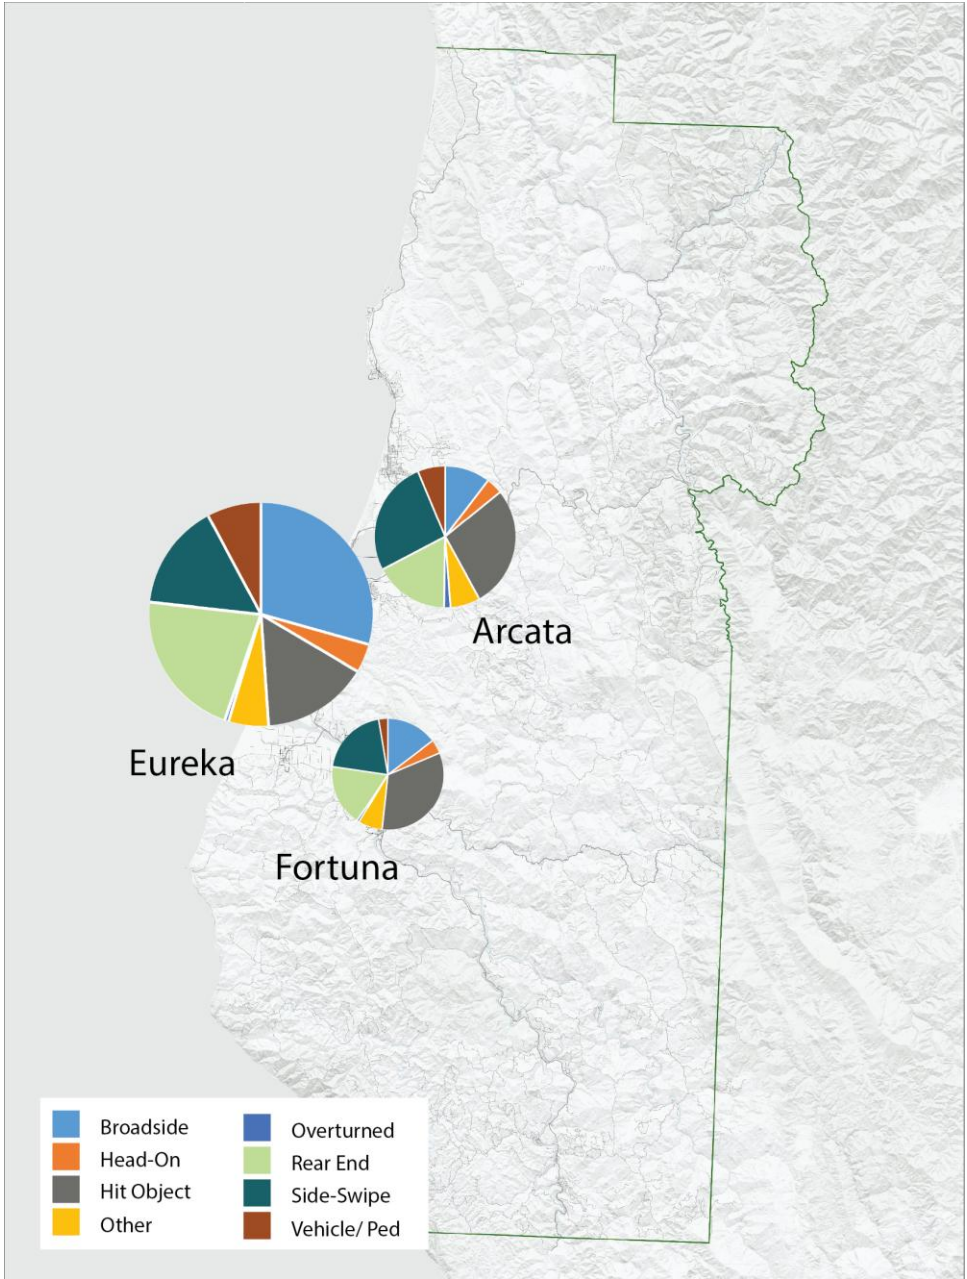 Arcata
Eureka
Fortuna
Broadside
Head-On
Hit Object
Other
Overturned
Rear End
Side-Swipe
Vehicle/ Ped